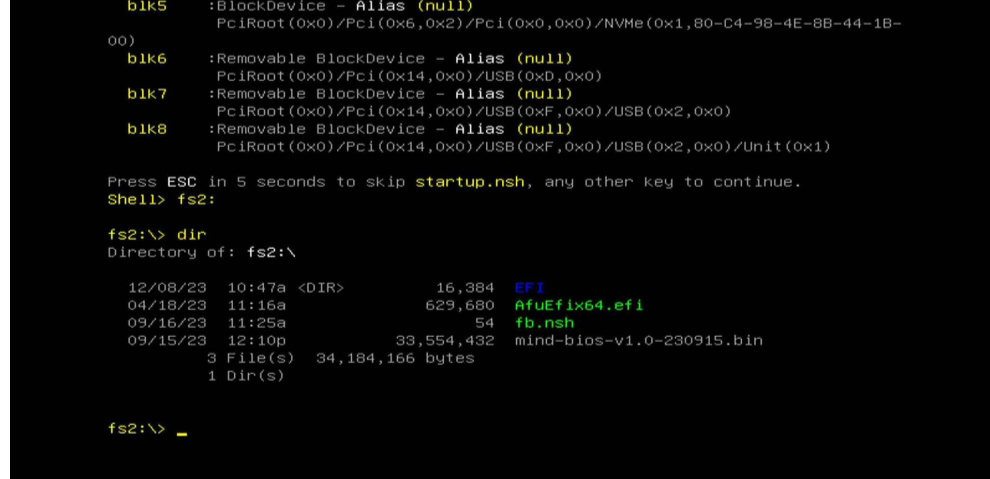 blk5 :BlockDevice - Alias (null)
PciRoot(0x0)/Pci(0x6,0x2)/Pci(0x0,0x0)/NVMe(0x1,80-C4-98-4E-8B-44-1B-
00)
blk6 :Removable BlockDevice - Alias (null)
PciRoot(0x0)/Pci(0x14,0x0)/USB(0xD,0x0)
blk7 :Removable BlockDevice - Alias (null)
PciRoot(0x0)/Pci(0x14,0x0)/USB(0xF,0x0)/USB(0x2,0x0)
blk8 :Removable BlockDevice - Alias (null)
PciRoot(0x0)/Pci(0x14,0x0)/USB(0xF,0x0)/USB(0x2,0x0)/Unit(0x1)
Press ESC in 5 seconds to skip startup.nsh, any other key to continue.
Shell> fs2:
fs2:\> dir
Directory of: fs2:\
12/08/23 10:47a <DIR> 16,384 EFI
04/18/23 11:16a 629,680 AfuEfix64.efi
09/16/23 11:25a 54 fb.nsh
09/15/23 12:10p 33,554,432 mind-bios-v1.0-230915.bin
3 File(s) 34,184,166 bytes
1 Dir(s)
fs2:\> _